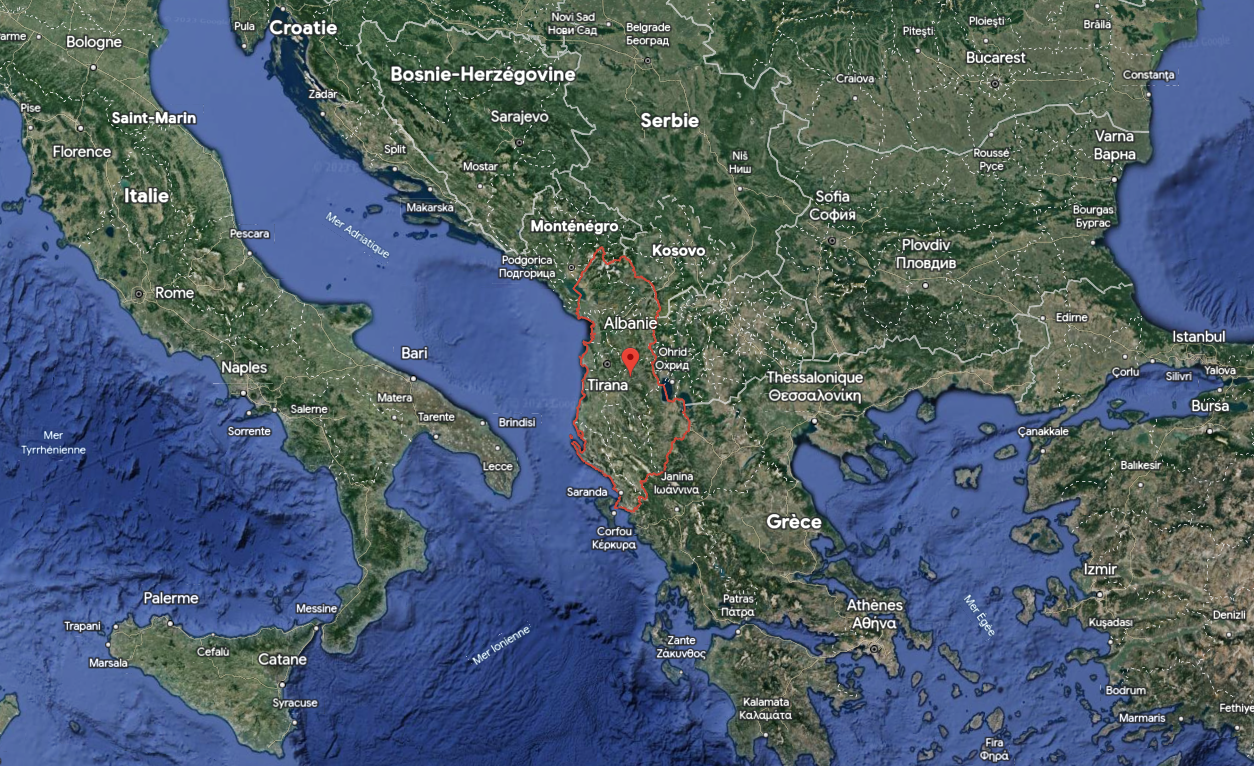 Croatie
Pula
Novi Sad
Нови Сад
Belgrade
Београд
Ploiești
Pitești
Brăila
Bologne
Bucarest
Bosnie-Herzégovine
Craiova
Constanța
Zadar
Pise
Saint-Marin
Sarajevo
Serbie
Florence
Split
Niš
Ниш
Roussé
Русе
Varna
Варна
Mostar
Italie
Makarska
Sofia
София
Bourgas
Бургас
Mer Adriatique
Monténégro
Pescara
Kosovo
Plovdiv
Пловдив
Podgorica
Подгорица
Rome
Albanie
Edirne
Istanbul
Bari
Ohrid
Охрид
Naples
Tirana
Thessalonique
Θεσσαλονίκη
Çorlu
Silivri
Yalova
Matera
Bursa
Salerne
Tarente
Brindisi
Sorrente
Mer
Tyrrhénienne
Çanakkale
Lecce
Balıkesir
Janina
Ιωάννινα
Saranda
Grèce
Corfou
Κέρκυρα
Izmir
Palerme
Messine
Patras
Πάτρα
Athènes
Αθήνα
Mer Égée
Denizli
Trapani
Kuşadası
Mer Ionienne
Zante
Ζάκυνθος
Cefalù
Catane
Marsala
Bodrum
Syracuse
Kalamata
Καλαμάτα
Marmaris
Fira
Φηρά